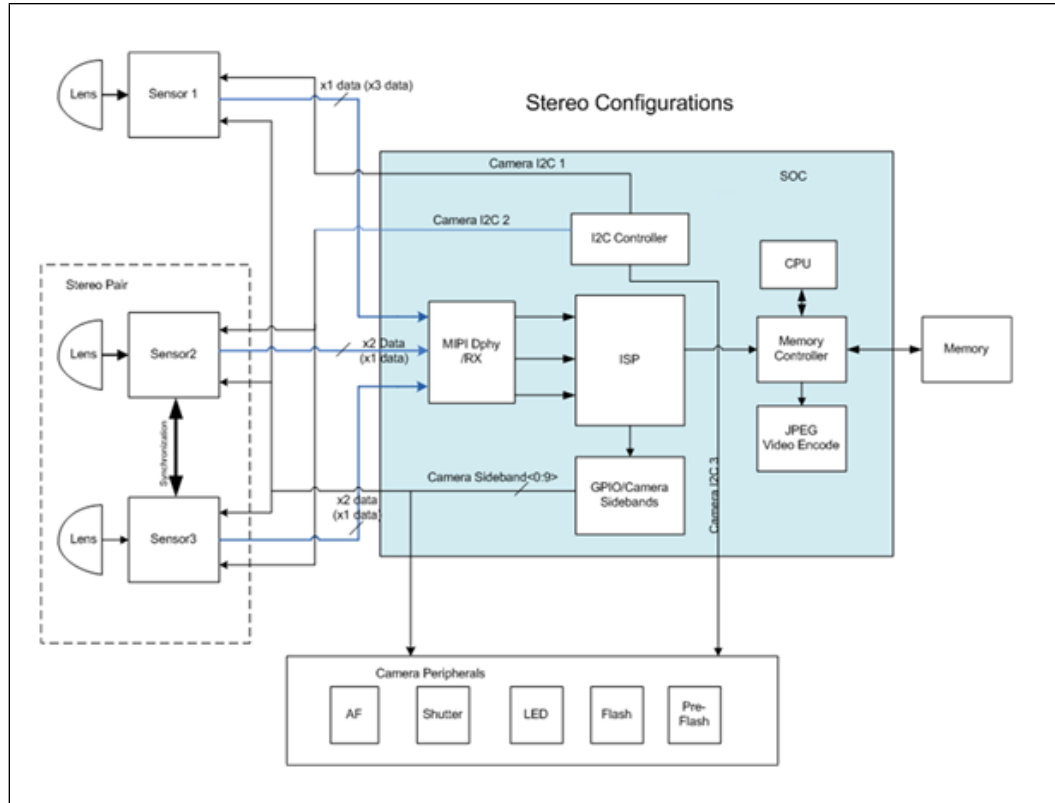 Lens
Sensor 1
x1 data (x3 data)
Stereo Configurations
Camera I2C 1
SOC
Camera I2C 2
I2C Controller
CPU
Stereo Pair
Lens
Sensor2
x2 Data
(x1 data)
MIPI Dphy
/RX
ISP
Memory
Controller
Memory
JPEG
Video Encode
Synchronization
Camera Sideband<0:9>
GPIO/Camera
Sidebands
Camera I2C 3
x2 data
(x1 data)
Lens
Sensor3
Camera Peripherals
AF
Shutter
LED
Flash
Pre-
Flash